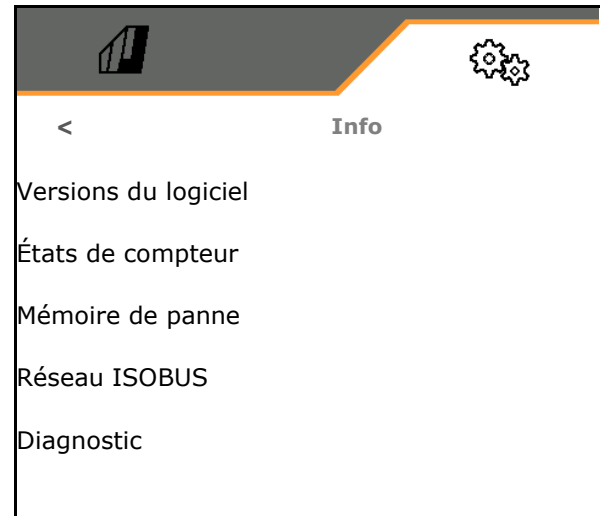 < Info
Versions du logiciel
États de compteur
Mémoire de panne
Réseau ISOBUS
Diagnostic